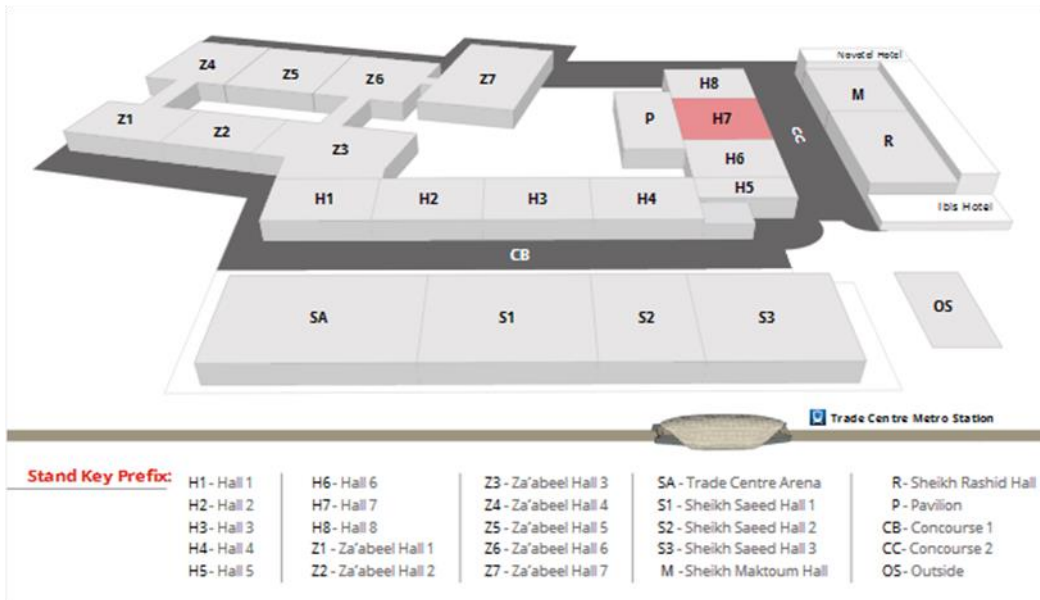 Novotel Hotel
Z4
Z5
Z6
Z7
H8
M
Z1
Z2
P
H7
CC
R
Z3
H6
H5
H1
H2
H3
H4
Ibis Hotel
CB
SA
S1
S2
S3
OS
Trade Centre Metro Station
Stand Key Prefix:
H1 - Hall 1
H2 - Hall 2
H3 - Hall 3
H4 - Hall 4
H5 - Hall 5
H6 - Hall 6
H7 - Hall 7
H8 - Hall 8
Z1 - Za'abeel Hall 1
Z2 - Za'abeel Hall 2
Z3 - Za'abeel Hall 3
Z4 - Za'abeel Hall 4
Z5 - Za'abeel Hall 5
Z6 - Za'abeel Hall 6
Z7 - Za'abeel Hall 7
SA - Trade Centre Arena
S1 - Sheikh Saeed Hall 1
S2 - Sheikh Saeed Hall 2
S3 - Sheikh Saeed Hall 3
M - Sheikh Maktoum Hall
R - Sheikh Rashid Hall
P - Pavilion
CB - Concourse 1
CC - Concourse 2
OS - Outside